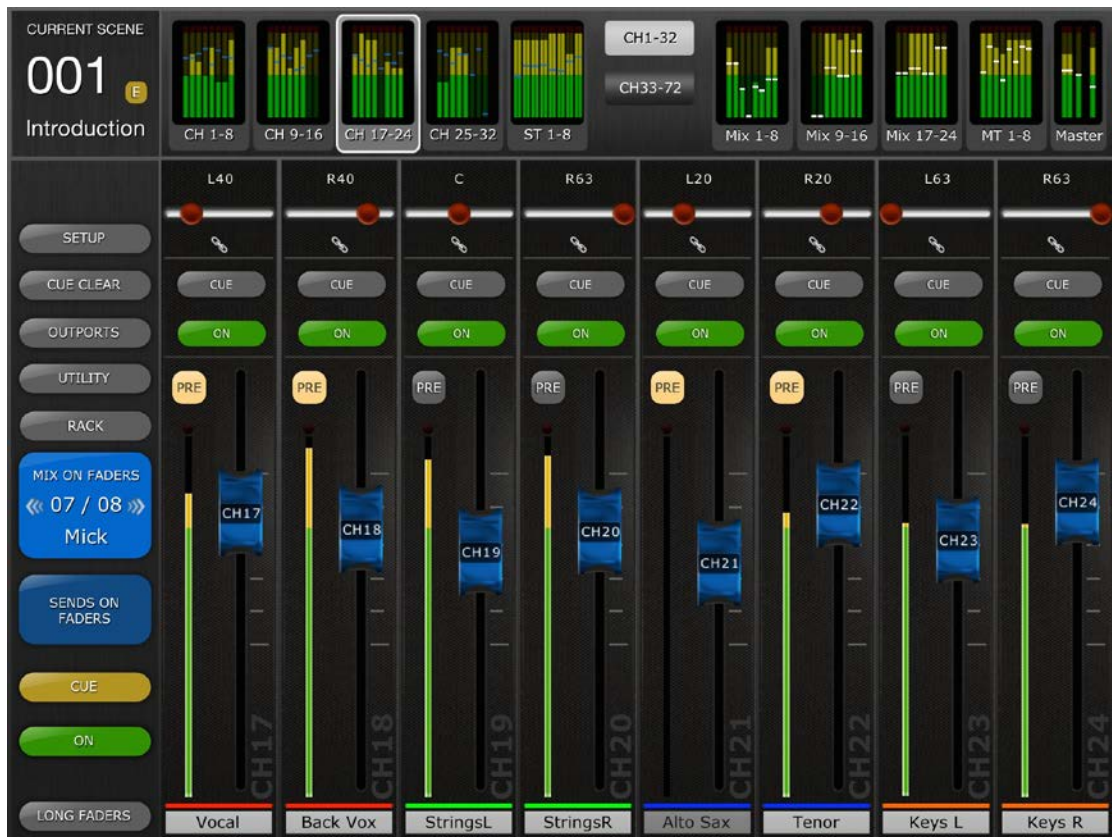 CURRENT SCENE
001 E
Introduction
CH 1-8 CH 9-16 CH 17-24 CH 25-32 ST 1-8
CH1-32
CH33-72
Mix 1-8 Mix 9-16 Mix 17-24 MT 1-8 Master
L40 R40 C R63 L20 R20 L63 R63
SETUP
CUE CLEAR
OUTPORTS
UTILITY
RACK
MIX ON FADERS
07 / 08
Mick
SENDS ON
FADERS
CUE
ON
LONG FADERS
CUE CUE CUE CUE CUE CUE CUE CUE
ON ON ON ON ON ON ON ON
PRE PRE PRE PRE PRE PRE PRE PRE
CH17 CH18 CH19 CH20 CH21 CH22 CH23 CH24
CH17 CH18 CH19 CH20 CH21 CH22 CH23 CH24
Vocal Back Vox StringsL StringsR Alto Sax Tenor Keys L Keys R